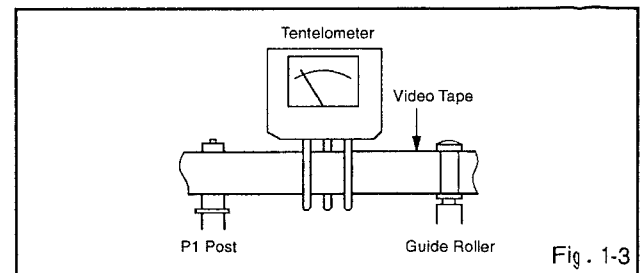 Tentelometer
Video Tape
P1 Post
Guide Roller
Fig. 1-3